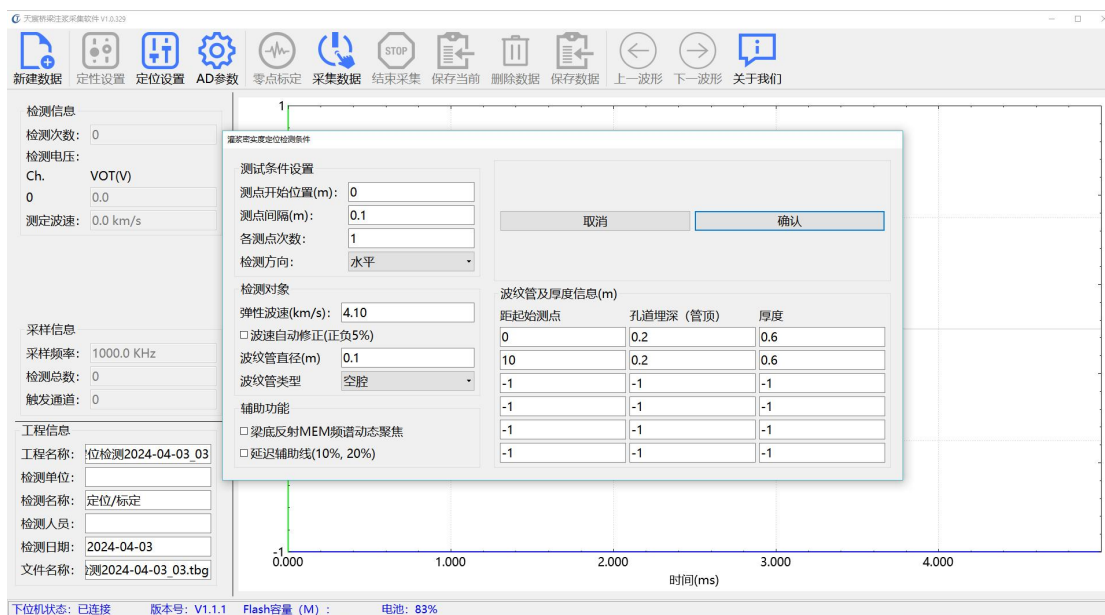 天宸桥梁注浆采集软件 V1.0.329
新建数据 定性设置 定位设置 AD参数 零点标定 采集数据 结束采集 保存当前 删除数据 保存数据 上一波形 下一波形 关于我们
STOP
检测信息
检测次数: 0
检测电压:
Ch. VOT(V)
0 0.0
测定波速: 0.0 km/s
采样信息
采样频率: 1000.0 KHz
检测总数: 0
触发通道: 0
工程信息
工程名称: 位检测2024-04-03_03
检测单位:
检测名称: 定位/标定
检测人员:
检测日期: 2024-04-03
文件名称: 测2024-04-03_03.tbg
1
-1
0.000 1.000 2.000 3.000 4.000
时间(ms)
灌浆密实度定位检测条件
测试条件设置
测点开始位置(m): 0
测点间隔(m): 0.1
各测点次数: 1
检测方向: 水平
检测对象
弹性波速(km/s): 4.10
波速自动修正(正负5%)
波纹管直径(m) 0.1
波纹管类型 空腔
辅助功能
梁底反射MEM频谱动态聚焦
延迟辅助线(10%, 20%)
取消 确认
波纹管及厚度信息(m)
距起始测点 孔道埋深（管顶） 厚度
0 0.2 0.6
10 0.2 0.6
-1 -1 -1
-1 -1 -1
-1 -1 -1
-1 -1 -1
下位机状态: 已连接 版本号: V1.1.1 Flash容量（M）: 电池: 83%